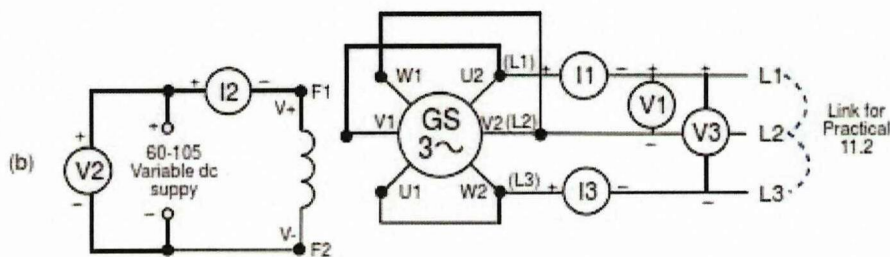 (b)
V2
+
−
+
60-105
Variable dc
suppy
−
+
I2
−
V+
F1
V-
F2
W1
U2
(L1)
V1
GS
3~
V2
(L2)
U1
W2
(L3)
+
I1
−
+
V1
−
+
V3
−
+
I3
−
L1
L2
L3
Link for
Practical
11.2